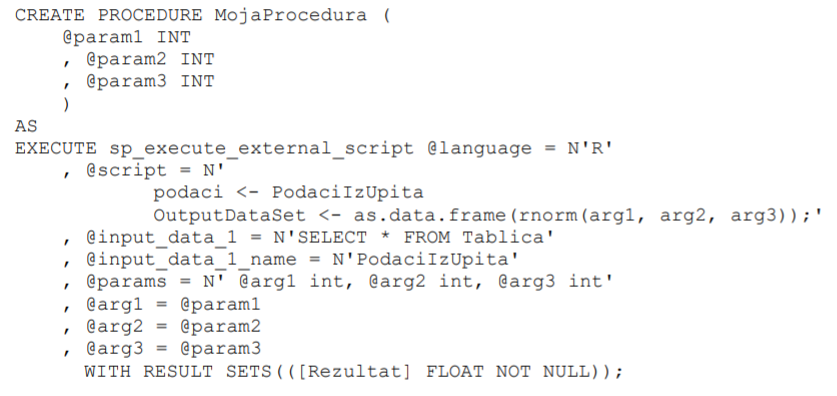 CREATE PROCEDURE MojaProcedura (
@param1 INT
, @param2 INT
, @param3 INT
)
AS
EXECUTE sp_execute_external_script @language = N'R'
, @script = N'
podaci <- PodaciIzUpita
OutputDataSet <- as.data.frame(rnorm(arg1, arg2, arg3));'
, @input_data_1 = N'SELECT * FROM Tablica'
, @input_data_1_name = N'PodaciIzUpita'
, @params = N' @arg1 int, @arg2 int, @arg3 int'
, @arg1 = @param1
, @arg2 = @param2
, @arg3 = @param3
WITH RESULT SETS(([Rezultat] FLOAT NOT NULL));